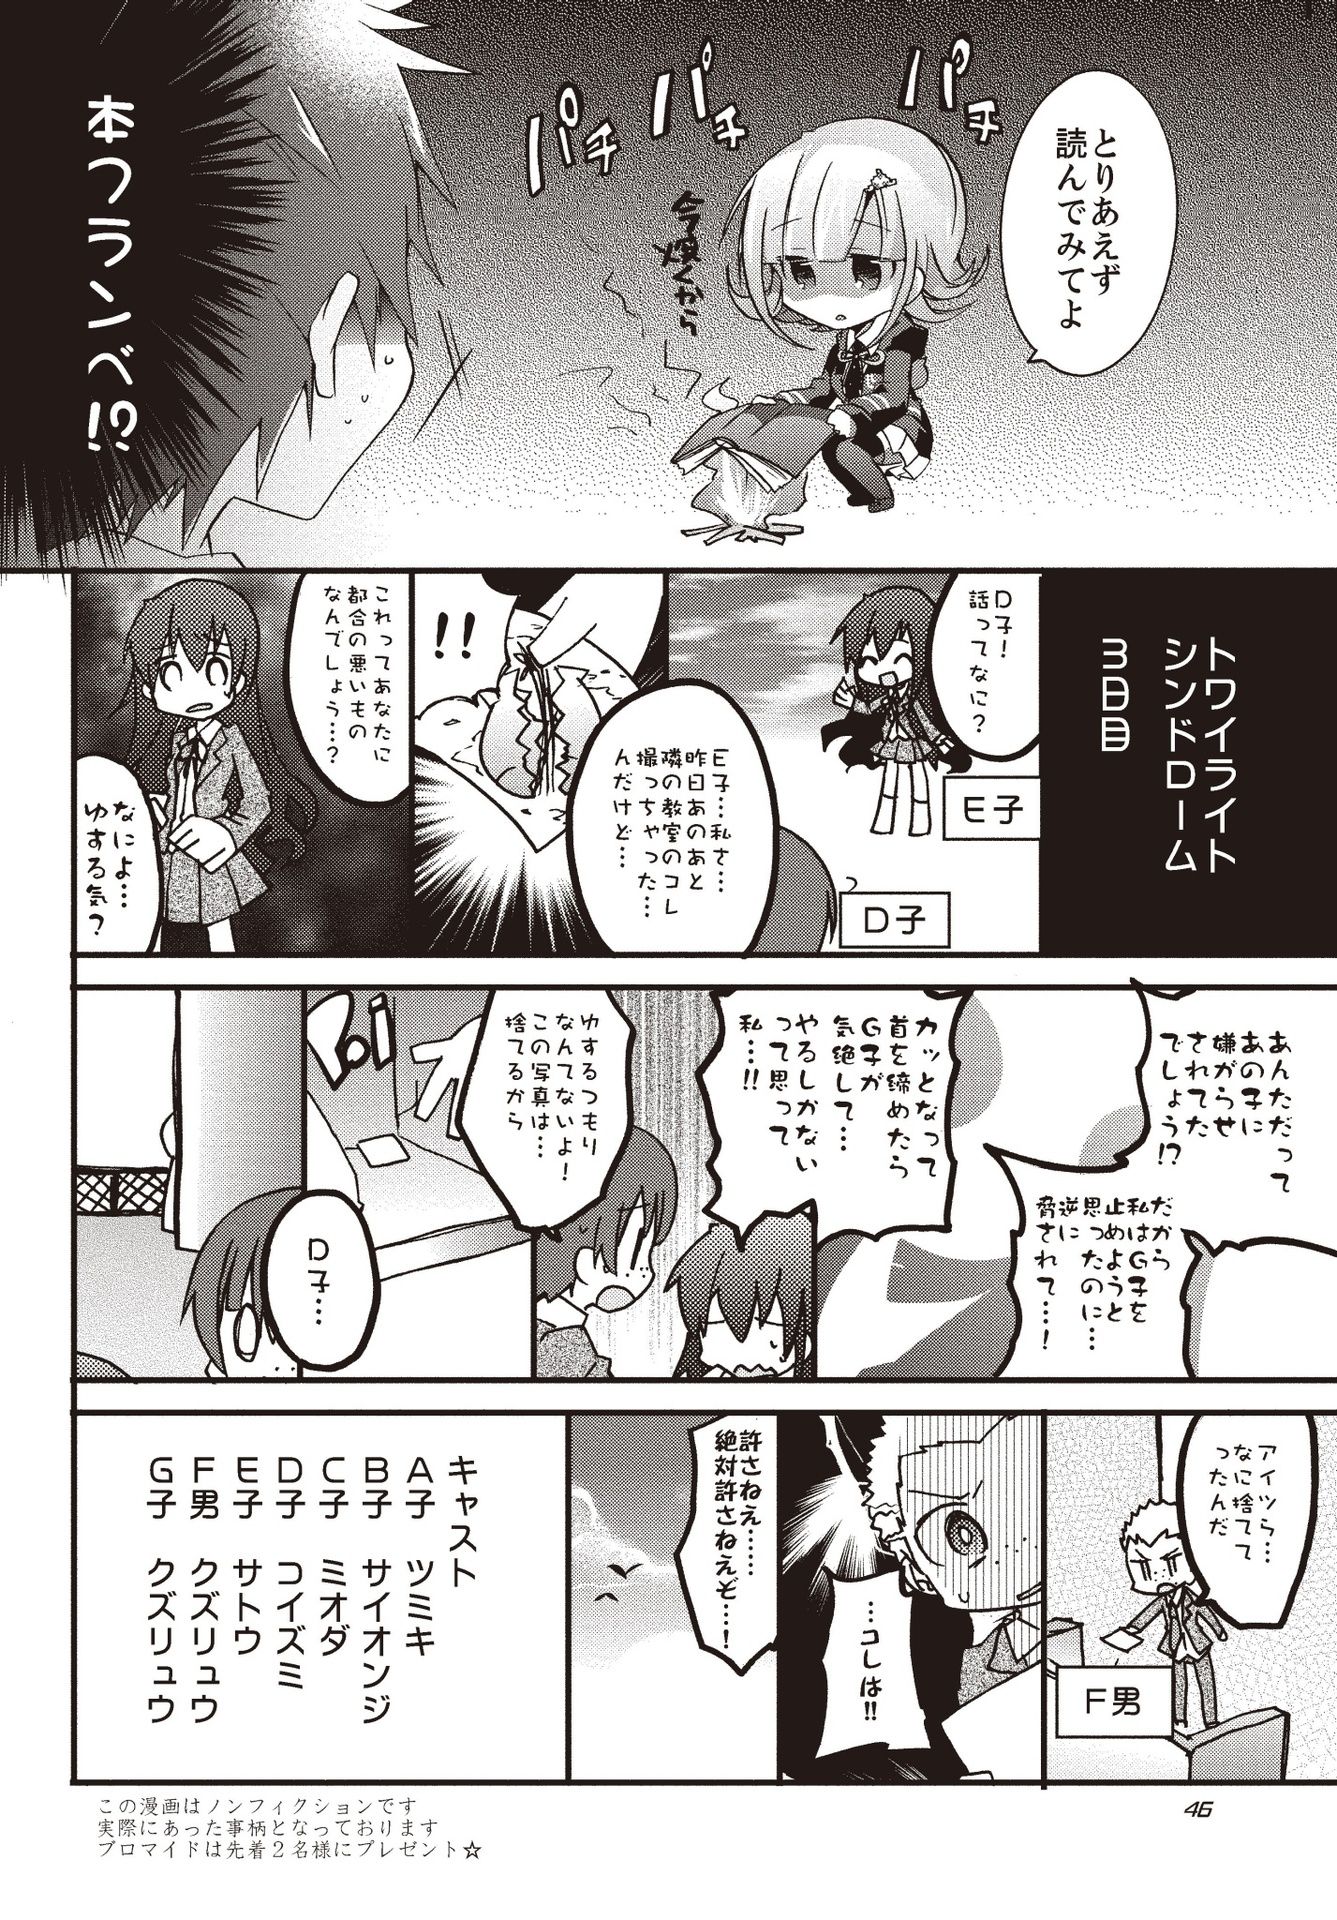 とりあえず
読んでみてよ
パチ
パチ
パチ
今焼くから
本フランベ!?
トワイライト
シンドローム
3日目
D子!
話ってなに?
E子
D子
E子…私さ…
昨日あのあと
隣の教室のコレ
撮っちゃった…
んだけど…
!!
これってあなたに
都合の悪いもの
なんでしょう…?
なによ…
ゆする気?
あんただって
あの子に
嫌がらせ
されてた
でしょう!?
だから
私はG子を
止めようと
思ったのに…
逆に
脅されて…!
カッとなって
首を締めたら
G子が
気絶して…
やるしかない
って思って
私…!!
ゆするつもり
なんてないよ!
この写真は…
捨てるから
ポイ
D子…
アイツら…
なに捨てて
ったんだ
F男
…コレは!!
許さねえ……
絶対許さねえぞ…!
キャスト
A子 ツミキ
B子 サイオンジ
C子 ミオダ
D子 コイズミ
E子 サトウ
F男 クズリュウ
G子 クズリュウ
この漫画はノンフィクションです
実際にあった事柄となっております
ブロマイドは先着2名様にプレゼント☆
46